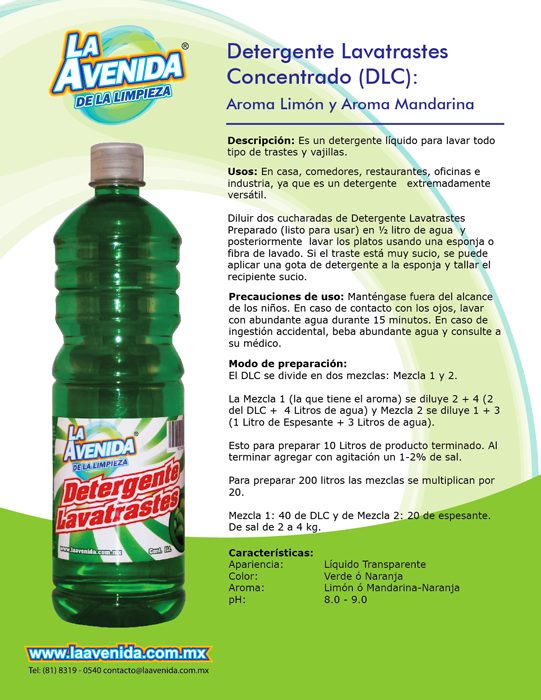 LA
AVENIDA®
DE LA LIMPIEZA
Detergente Lavatrastes
Concentrado (DLC):
Aroma Limón y Aroma Mandarina
Descripción: Es un detergente líquido para lavar todo
tipo de trastes y vajillas.
Usos: En casa, comedores, restaurantes, oficinas e
industria, ya que es un detergente extremadamente
versátil.
Diluir dos cucharadas de Detergente Lavatrastes
Preparado (listo para usar) en ½ litro de agua y
posteriormente lavar los platos usando una esponja o
fibra de lavado. Si el traste está muy sucio, se puede
aplicar una gota de detergente a la esponja y tallar el
recipiente sucio.
Precauciones de uso: Manténgase fuera del alcance
de los niños. En caso de contacto con los ojos, lavar
con abundante agua durante 15 minutos. En caso de
ingestión accidental, beba abundante agua y consulte a
su médico.
Modo de preparación:
El DLC se divide en dos mezclas: Mezcla 1 y 2.
La Mezcla 1 (la que tiene el aroma) se diluye 2 + 4 (2
del DLC + 4 Litros de agua) y Mezcla 2 se diluye 1 + 3
(1 Litro de Espesante + 3 Litros de agua).
Esto para preparar 10 Litros de producto terminado. Al
terminar agregar con agitación un 1-2% de sal.
Para preparar 200 litros las mezclas se multiplican por
20.
Mezcla 1: 40 de DLC y de Mezcla 2: 20 de espesante.
De sal de 2 a 4 kg.
Características:
Apariencia: Líquido Transparente
Color: Verde ó Naranja
Aroma: Limón ó Mandarina-Naranja
pH: 8.0 - 9.0
LA
AVENIDA
DE LA LIMPIEZA
Detergente
Lavatrastes
www.laavenida.com.mx Cont. 1L
www.laavenida.com.mx
Tel: (81) 8319 - 0540 contacto@laavenida.com.mx